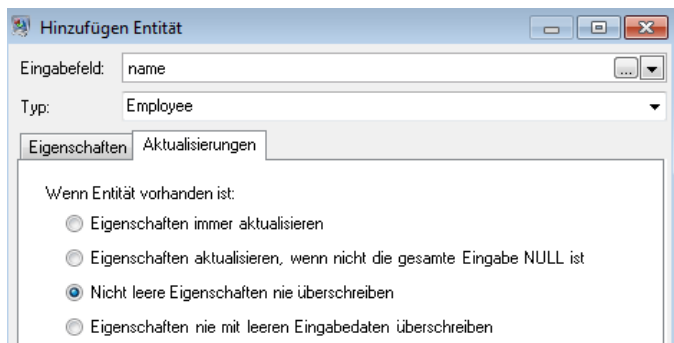 Hinzufügen Entität
Eingabefeld: name ...
Typ: Employee
Eigenschaften Aktualisierungen
Wenn Entität vorhanden ist:
Eigenschaften immer aktualisieren
Eigenschaften aktualisieren, wenn nicht die gesamte Eingabe NULL ist
Nicht leere Eigenschaften nie überschreiben
Eigenschaften nie mit leeren Eingabedaten überschreiben